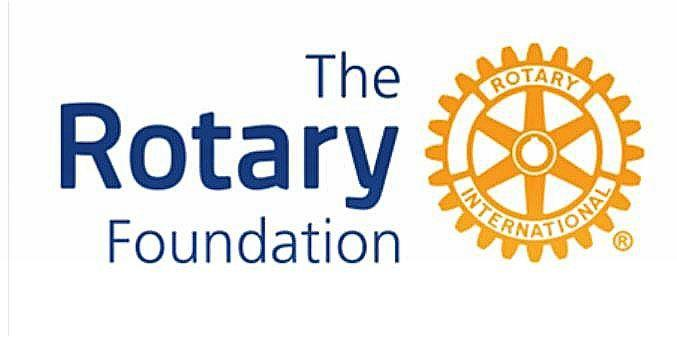 The
Rotary
Foundation
ROTARY
INTERNATIONAL
®